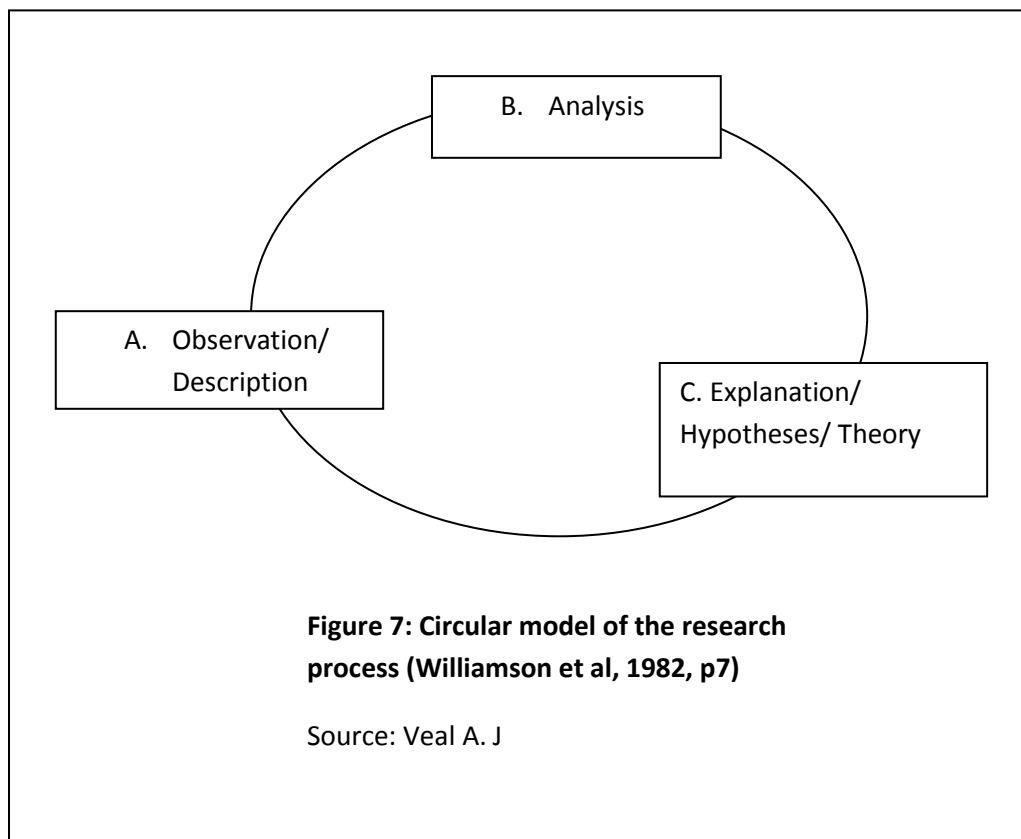 B. Analysis
A. Observation/
Description
C. Explanation/
Hypotheses/ Theory
Figure 7: Circular model of the research
process (Williamson et al, 1982, p7)
Source: Veal A. J